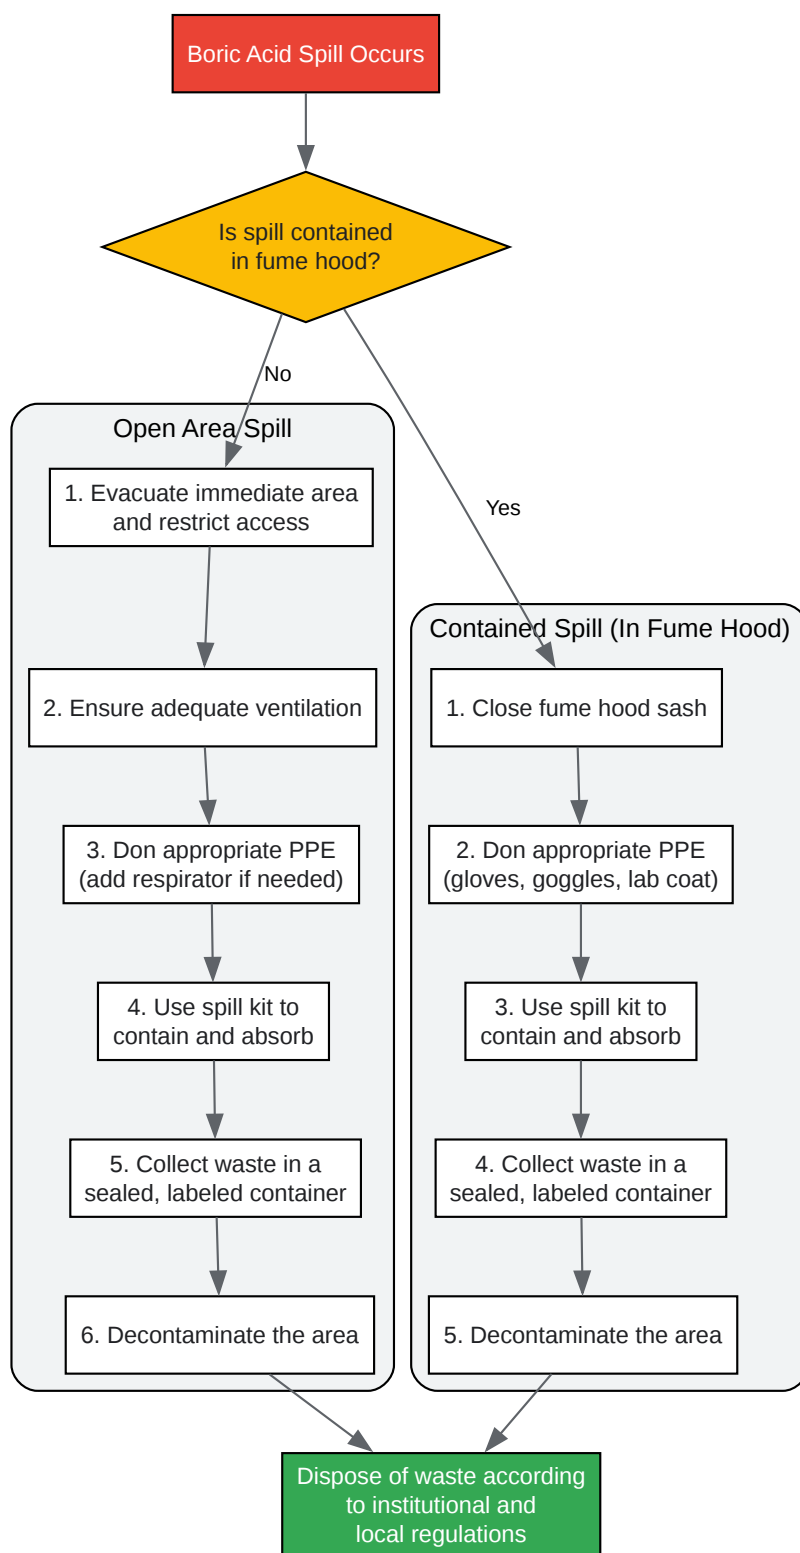 Boric Acid Spill Occurs
Is spill contained
in fume hood?
No
Yes
Open Area Spill
1. Evacuate immediate area
and restrict access
2. Ensure adequate ventilation
3. Don appropriate PPE
(add respirator if needed)
4. Use spill kit to
contain and absorb
5. Collect waste in a
sealed, labeled container
6. Decontaminate the area
Contained Spill (In Fume Hood)
1. Close fume hood sash
2. Don appropriate PPE
(gloves, goggles, lab coat)
3. Use spill kit to
contain and absorb
4. Collect waste in a
sealed, labeled container
5. Decontaminate the area
Dispose of waste according
to institutional and
local regulations